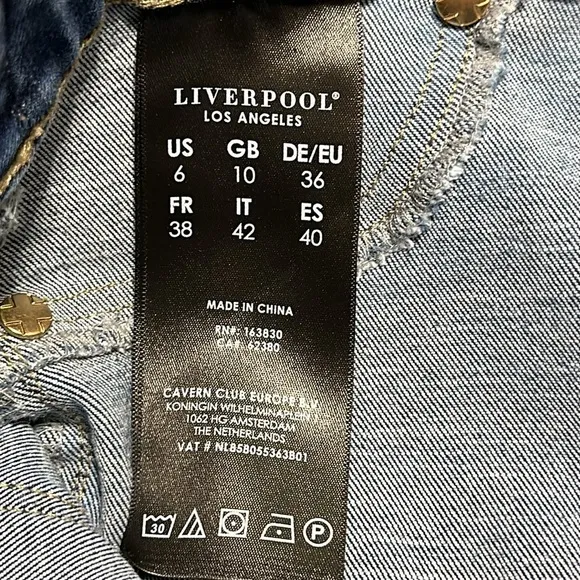 LIVERPOOL®
LOS ANGELES
US GB DE/EU
6 10 36
FR IT ES
38 42 40
MADE IN CHINA
RN#: 163830
CA#: 62380
CAVERN CLUB EUROPE B.V.
KONINGIN WILHELMINAPLEIN
1062 HG AMSTERDAM
THE NETHERLANDS
VAT # NL858055363B01
30 P